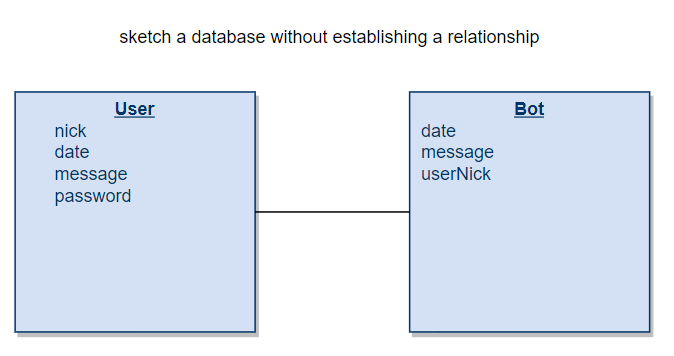 sketch a database without establishing a relationship
User
nick
date
message
password
Bot
date
message
userNick